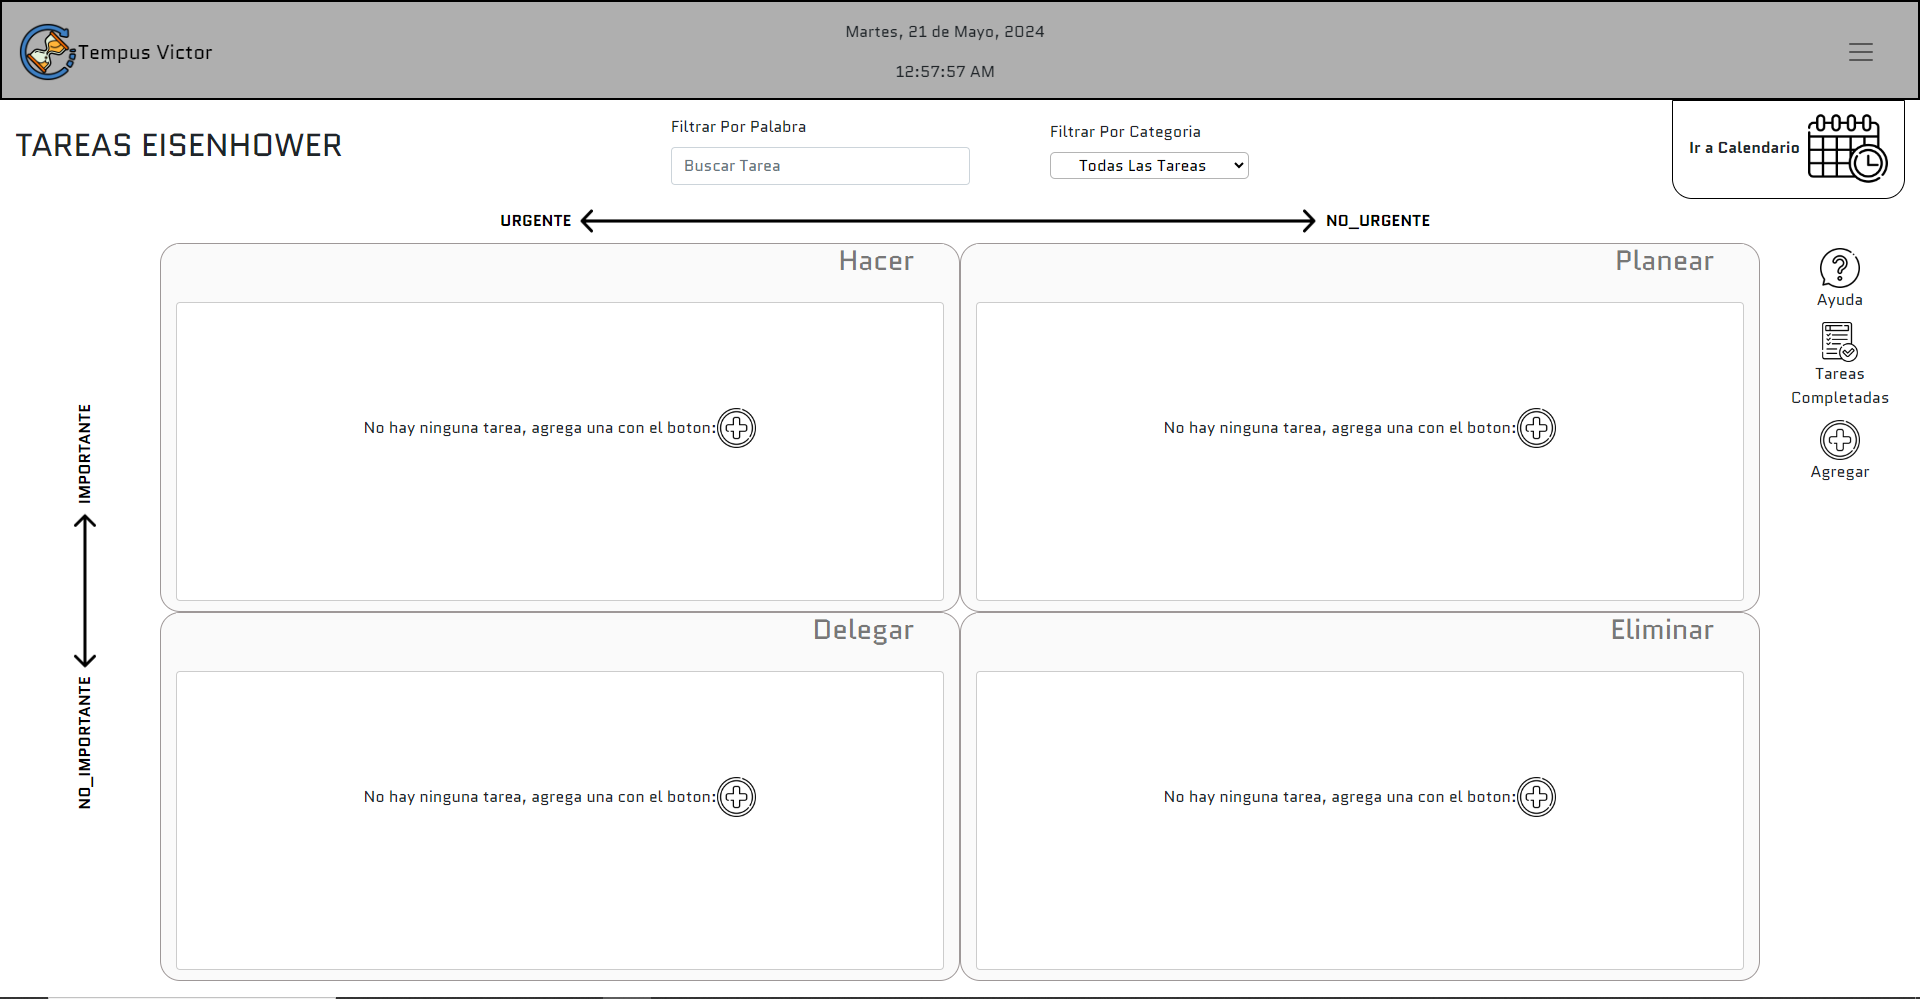 Tempus Victor
Martes, 21 de Mayo, 2024
12:57:57 AM
TAREAS EISENHOWER
Filtrar Por Palabra
Buscar Tarea
Filtrar Por Categoria
Todas Las Tareas
Ir a Calendario
URGENTE
NO_URGENTE
IMPORTANTE
NO_IMPORTANTE
Hacer
No hay ninguna tarea, agrega una con el boton:
Planear
No hay ninguna tarea, agrega una con el boton:
Delegar
No hay ninguna tarea, agrega una con el boton:
Eliminar
No hay ninguna tarea, agrega una con el boton:
Ayuda
Tareas
Completadas
Agregar